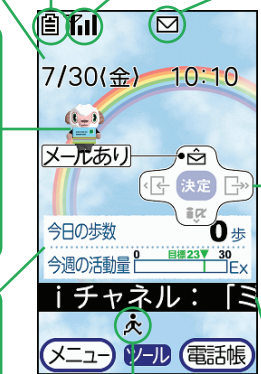 7/30(金) 10:10
メールあり
決定
iα
今日の歩数 0 歩
0 目標23▼ 30
今週の活動量 Ex
iチャネル:「ミ
メニュー ツール 電話帳